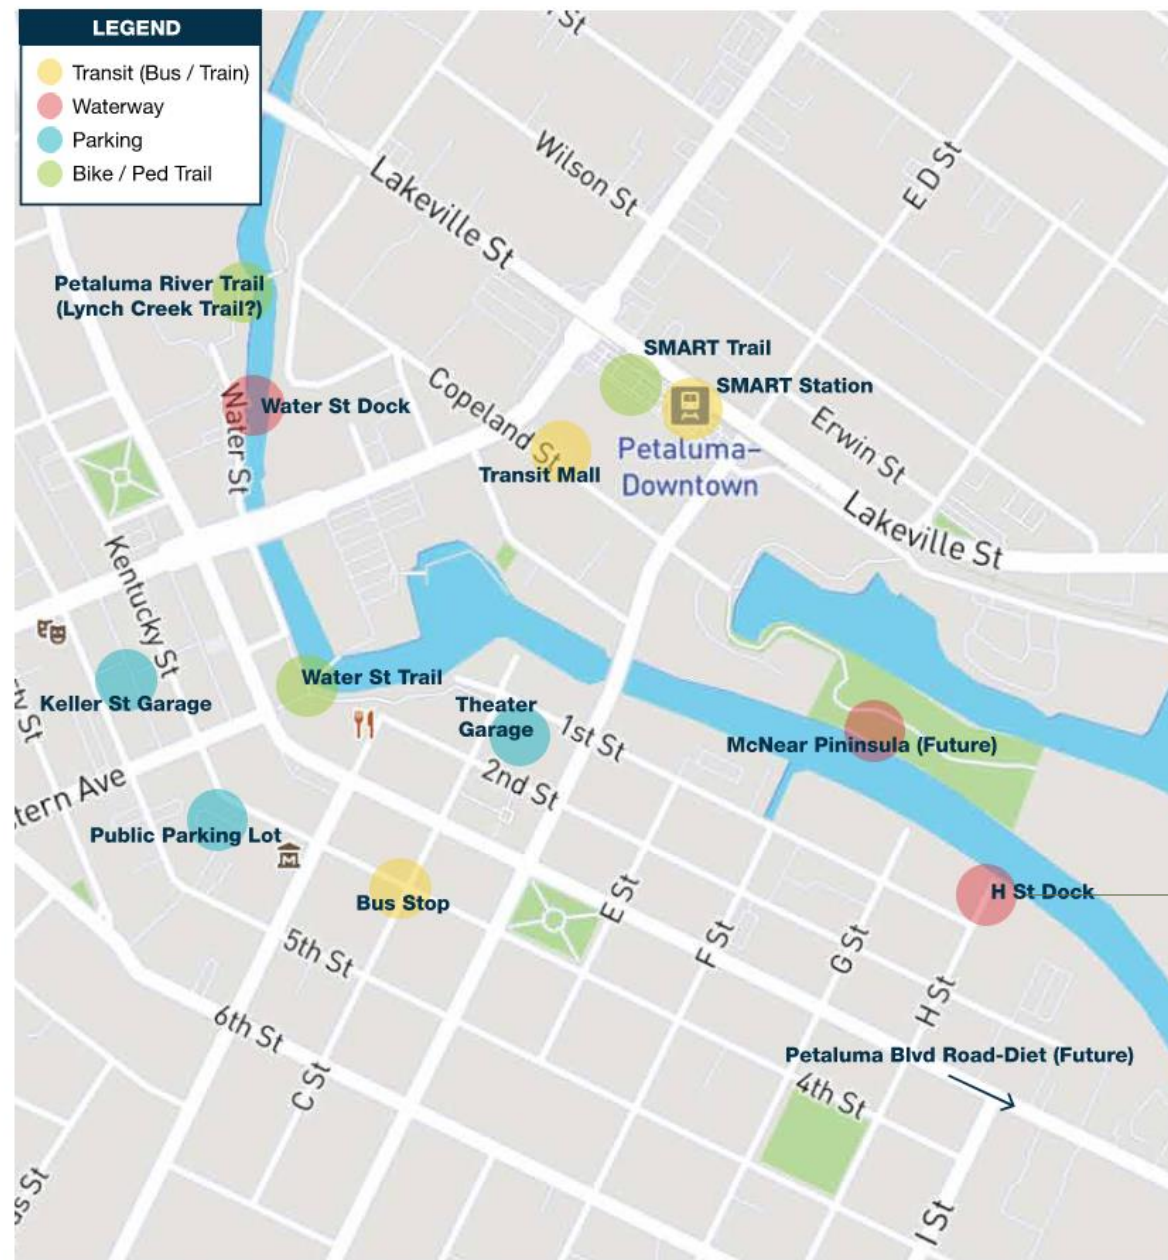 LEGEND
Transit (Bus / Train)
Waterway
Parking
Bike / Ped Trail
St
Wilson St
E D St
Lakeville St
Petaluma River Trail
(Lynch Creek Trail?)
SMART Trail
SMART Station
Water St Dock
Water St
Copeland St
Erwin St
Petaluma–
Downtown
Transit Mall
Lakeville St
Kentucky St
Water St Trail
Keller St Garage
St
Theater
Garage
1st St
McNear Pininsula (Future)
2nd St
tern Ave
Public Parking Lot
Bus Stop
H St Dock
E St
F St
G St
5th St
H St
6th St
Petaluma Blvd Road-Diet (Future)
C St
4th St
St
I St